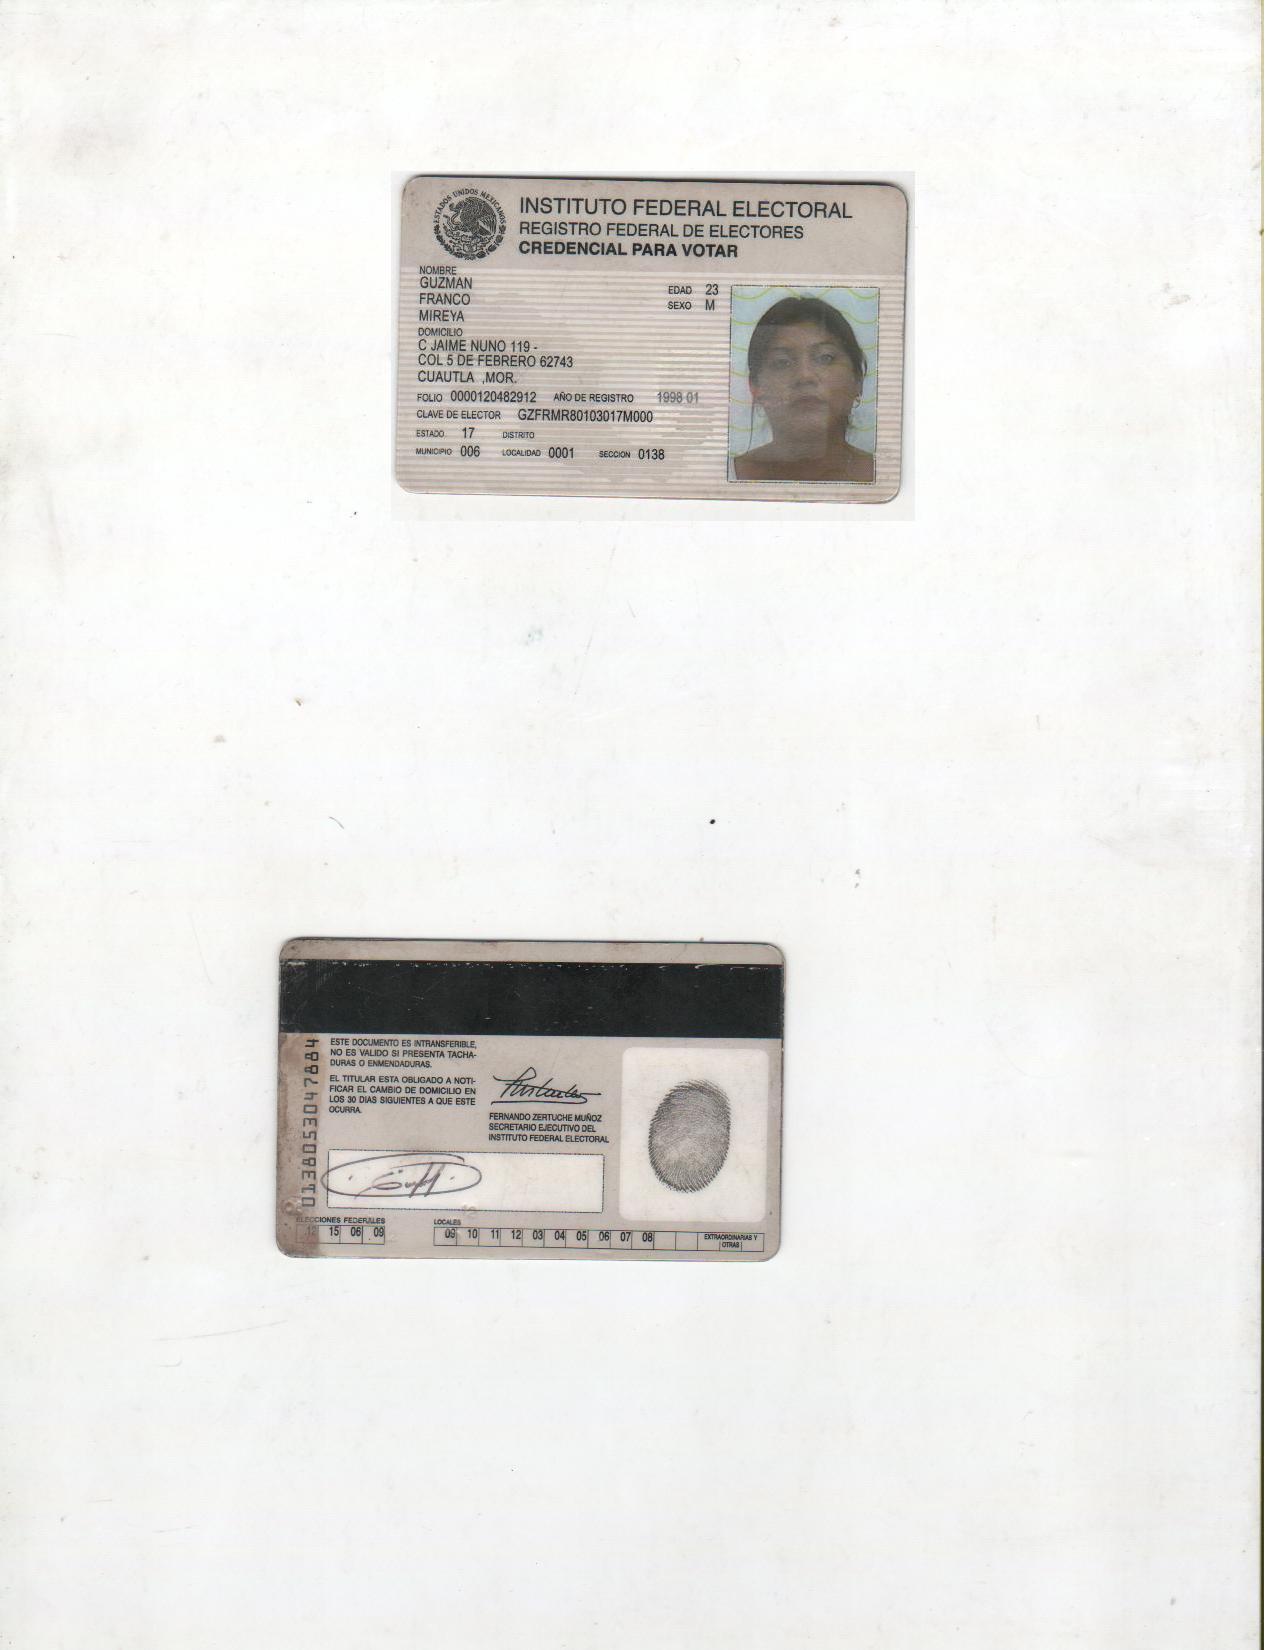 ESTADOS UNIDOS MEXICANOS
INSTITUTO FEDERAL ELECTORAL
REGISTRO FEDERAL DE ELECTORES
CREDENCIAL PARA VOTAR
NOMBRE
GUZMAN
FRANCO
MIREYA
EDAD 23
SEXO M
DOMICILIO
C JAIME NUNO 119 -
COL 5 DE FEBRERO 62743
CUAUTLA ,MOR.
FOLIO 0000120482912 AÑO DE REGISTRO 1998 01
CLAVE DE ELECTOR GZFRMR80103017M000
ESTADO 17 DISTRITO
MUNICIPIO 006 LOCALIDAD 0001 SECCION 0138
ESTE DOCUMENTO ES INTRANSFERIBLE,
NO ES VALIDO SI PRESENTA TACHA-
DURAS O ENMENDADURAS.
EL TITULAR ESTA OBLIGADO A NOTI-
FICAR EL CAMBIO DE DOMICILIO EN
LOS 30 DIAS SIGUIENTES A QUE ESTE
OCURRA.
FERNANDO ZERTUCHE MUÑOZ
SECRETARIO EJECUTIVO DEL
INSTITUTO FEDERAL ELECTORAL
0138053047884
ELECCIONES FEDERALES
12 15 06 09
LOCALES
09 10 11 12 03 04 05 06 07 08
EXTRAORDINARIAS Y
OTRAS